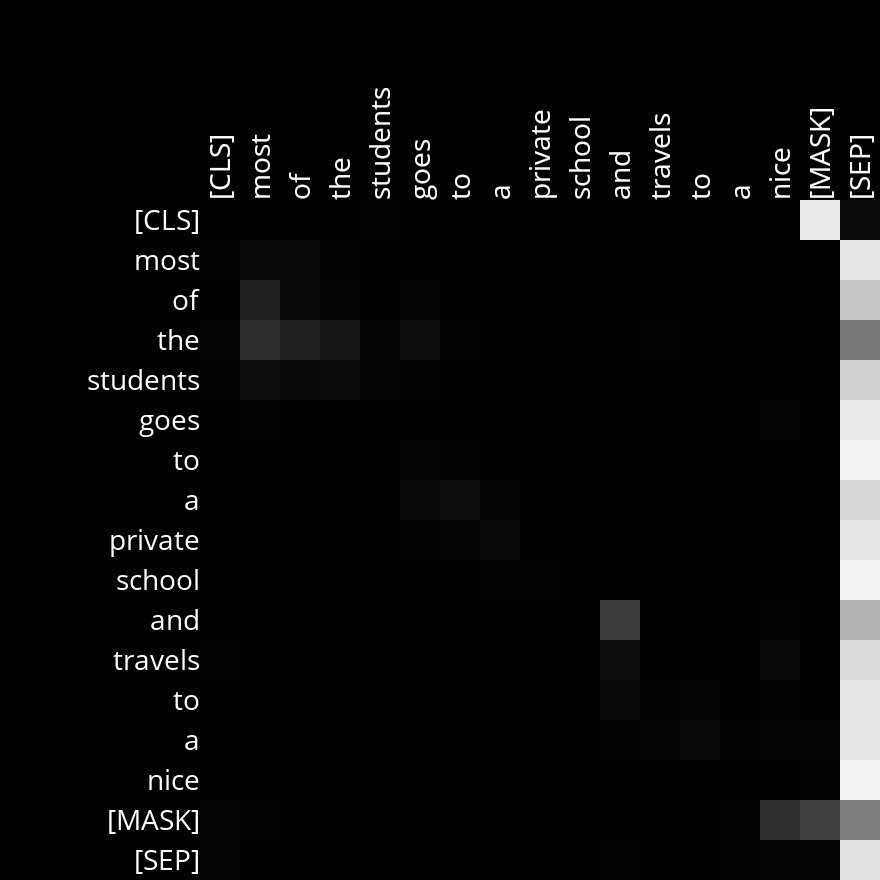 [CLS]
most
of
the
students
goes
to
a
private
school
and
travels
to
a
nice
[MASK]
[SEP]
[CLS]
most
of
the
students
goes
to
a
private
school
and
travels
to
a
nice
[MASK]
[SEP]